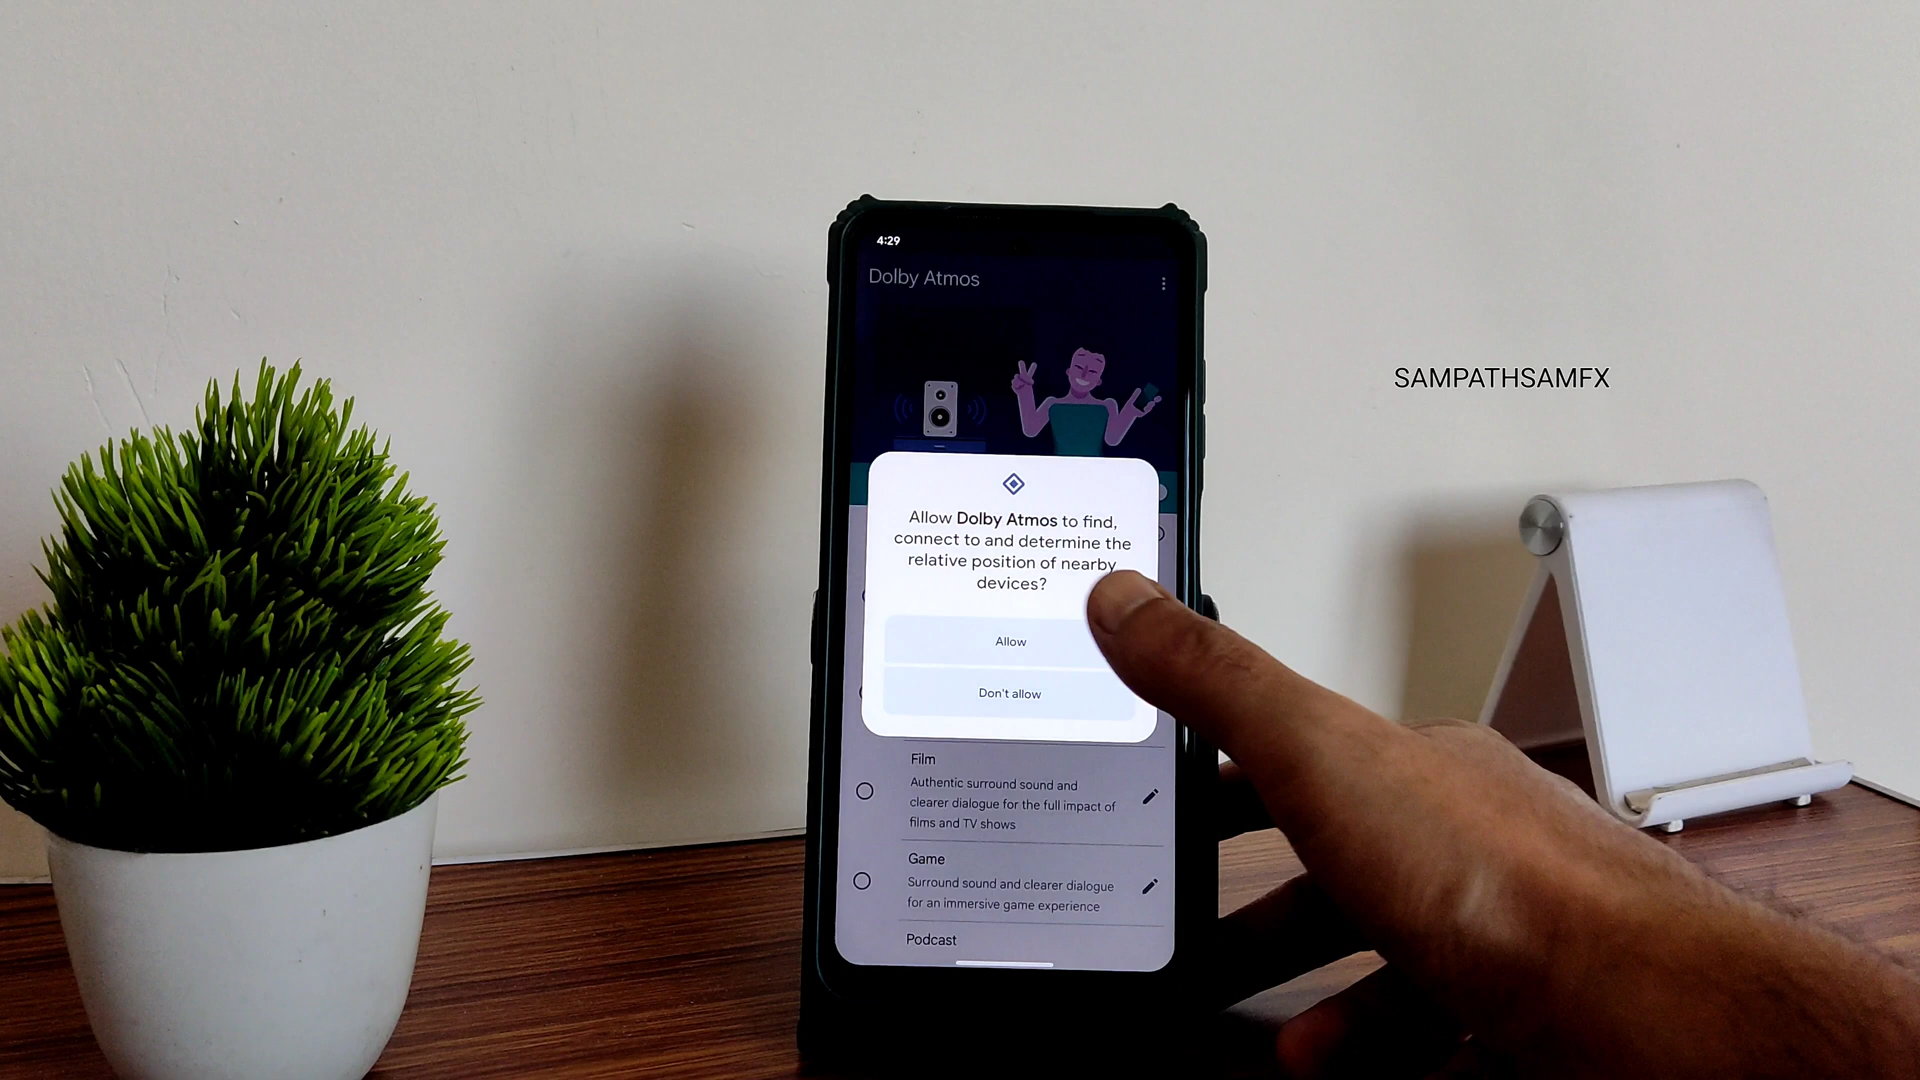 4:29
Dolby Atmos
SAMPATHSAMFX
Allow Dolby Atmos to find,
connect to and determine the
relative position of nearby
devices?
Allow
Don't allow
Film
Authentic surround sound and
clearer dialogue for the full impact of
films and TV shows
Game
Surround sound and clearer dialogue
for an immersive game experience
Podcast